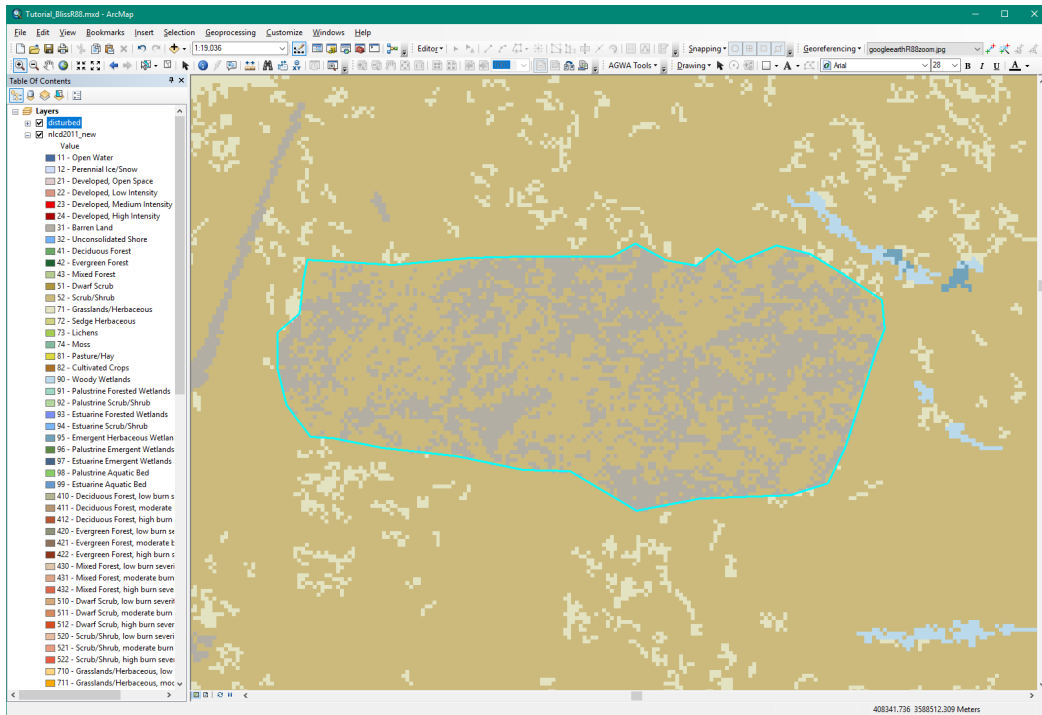 Tutorial_BlissR88.mxd - ArcMap
File Edit View Bookmarks Insert Selection Geoprocessing Customize Windows Help
1:19,036 Editor Snapping Georeferencing googleearthR88zoom.jpg
AGWA Tools Drawing Arial 28 B I U A
Table Of Contents
Layers
disturbed
nlcd2011_new
Value
11 - Open Water
12 - Perennial Ice/Snow
21 - Developed, Open Space
22 - Developed, Low Intensity
23 - Developed, Medium Intensity
24 - Developed, High Intensity
31 - Barren Land
32 - Unconsolidated Shore
41 - Deciduous Forest
42 - Evergreen Forest
43 - Mixed Forest
51 - Dwarf Scrub
52 - Scrub/Shrub
71 - Grasslands/Herbaceous
72 - Sedge Herbaceous
73 - Lichens
74 - Moss
81 - Pasture/Hay
82 - Cultivated Crops
90 - Woody Wetlands
91 - Palustrine Forested Wetlands
92 - Palustrine Scrub/Shrub
93 - Estuarine Forested Wetlands
94 - Estuarine Scrub/Shrub
95 - Emergent Herbaceous Wetlan
96 - Palustrine Emergent Wetlands
97 - Estuarine Emergent Wetlands
98 - Palustrine Aquatic Bed
99 - Estuarine Aquatic Bed
410 - Deciduous Forest, low burn s
411 - Deciduous Forest, moderate
412 - Deciduous Forest, high burn
420 - Evergreen Forest, low burn se
421 - Evergreen Forest, moderate b
422 - Evergreen Forest, high burn s
430 - Mixed Forest, low burn severi
431 - Mixed Forest, moderate burn
432 - Mixed Forest, high burn seve
510 - Dwarf Scrub, low burn severit
511 - Dwarf Scrub, moderate burn
512 - Dwarf Scrub, high burn sever
520 - Scrub/Shrub, low burn severi
521 - Scrub/Shrub, moderate burn
522 - Scrub/Shrub, high burn sever
710 - Grasslands/Herbaceous, low
711 - Grasslands/Herbaceous, moc
408341.736 3588512.309 Meters